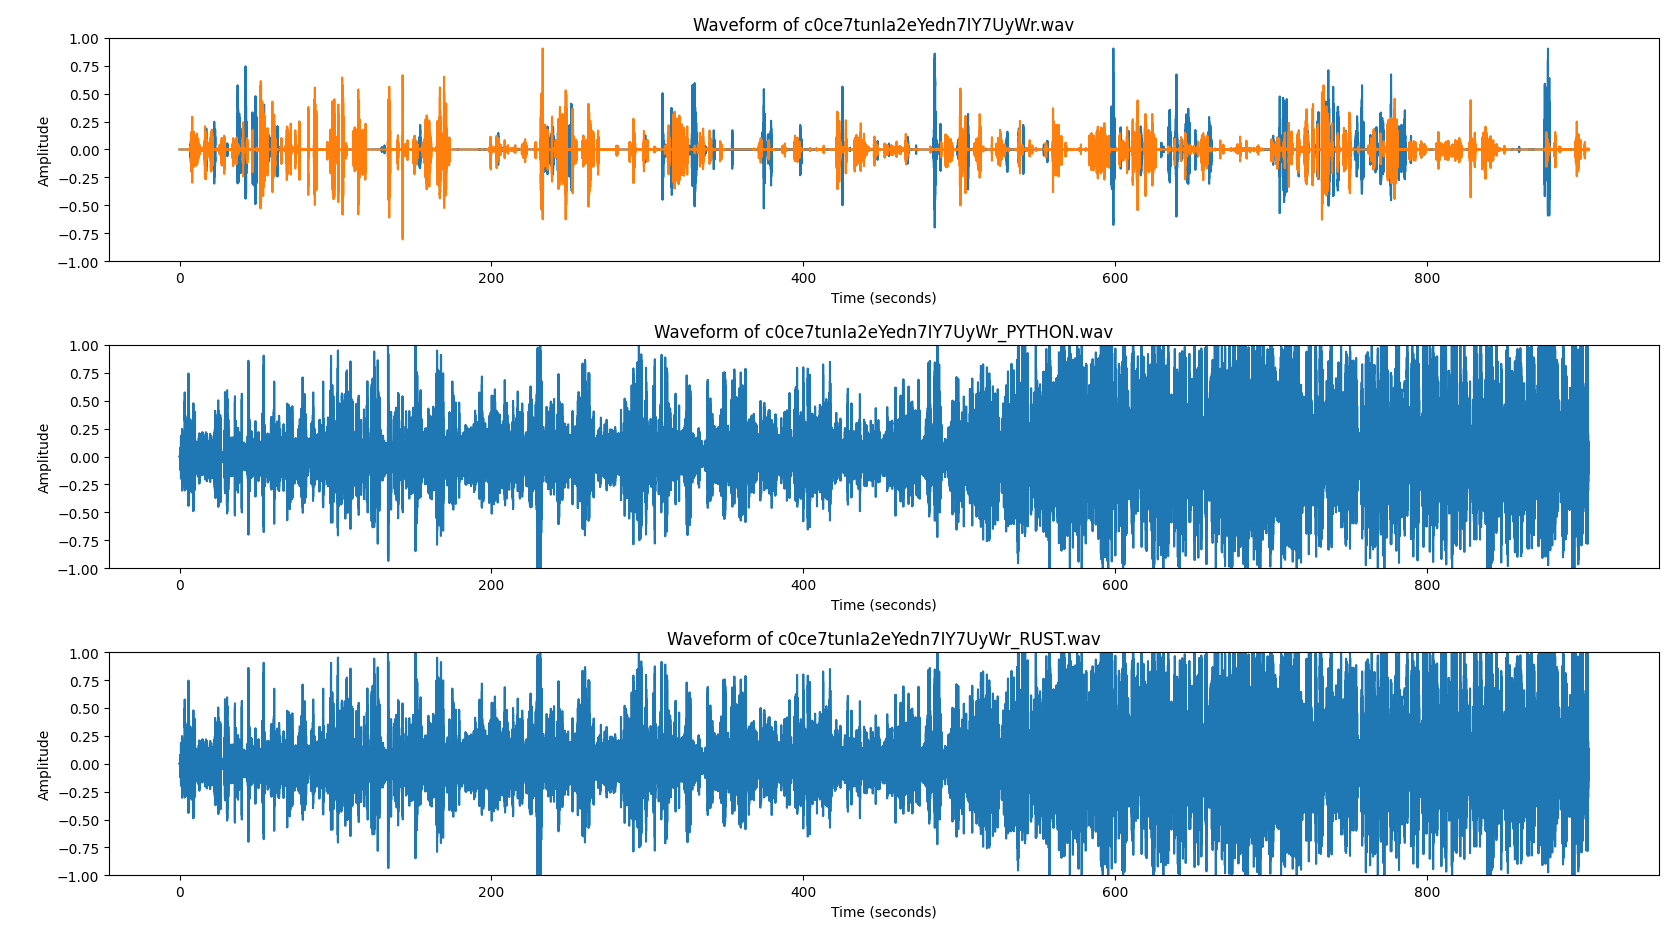 Waveform of c0ce7tunIa2eYedn7IY7UyWr.wav
1.00
0.75
0.50
0.25
0.00
−0.25
−0.50
−0.75
−1.00
Amplitude
0 200 400 600 800
Time (seconds)
Waveform of c0ce7tunIa2eYedn7IY7UyWr_PYTHON.wav
1.00
0.75
0.50
0.25
0.00
−0.25
−0.50
−0.75
−1.00
Amplitude
0 200 400 600 800
Time (seconds)
Waveform of c0ce7tunIa2eYedn7IY7UyWr_RUST.wav
1.00
0.75
0.50
0.25
0.00
−0.25
−0.50
−0.75
−1.00
Amplitude
0 200 400 600 800
Time (seconds)